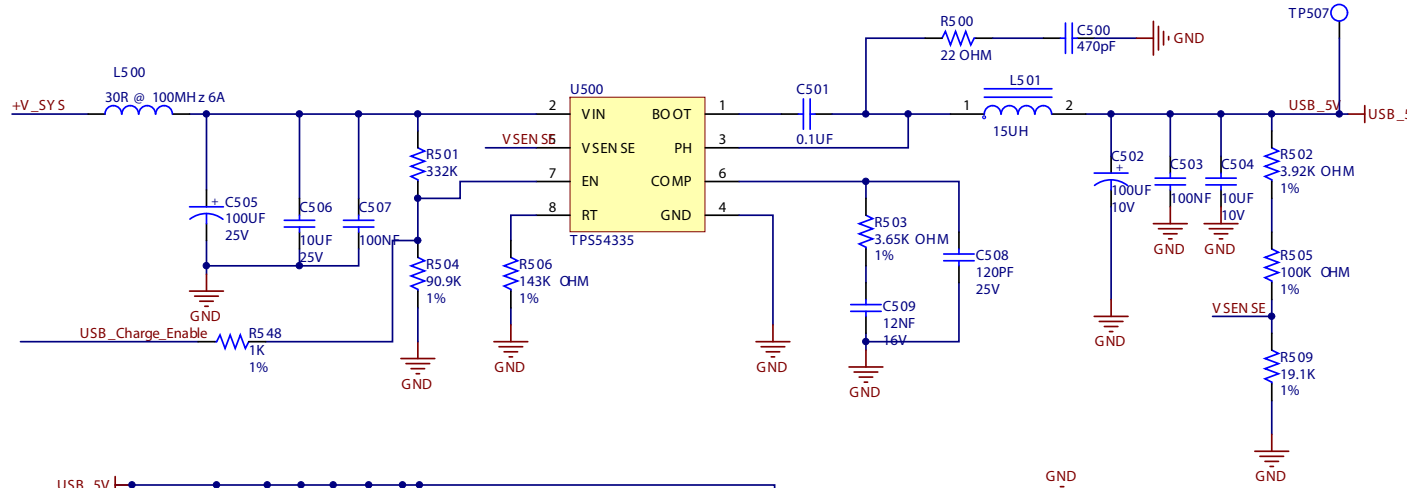 TP507
R500
22 OHM
C500
470pF
GND
L500
30R @ 100MHz 6A
+V_SYS
U500
2 VIN
BOOT 1
VSENSE
5 VSENSE
PH 3
7 EN
COMP 6
8 RT
GND 4
TPS54335
C501
0.1UF
L501
1
2
15UH
USB_5V
R501
332K
C505
100UF
25V
C506
10UF
25V
C507
100NF
GND
R504
90.9K
1%
GND
USB_Charge_Enable
R548
1K
1%
R506
143K OHM
1%
GND
GND
R503
3.65K OHM
1%
C508
120PF
25V
C509
12NF
16V
GND
C502
100UF
10V
GND
C503
100NF
GND
C504
10UF
10V
GND
R502
3.92K OHM
1%
R505
100K OHM
1%
VSENSE
R509
19.1K
1%
GND
USB_5V
GND